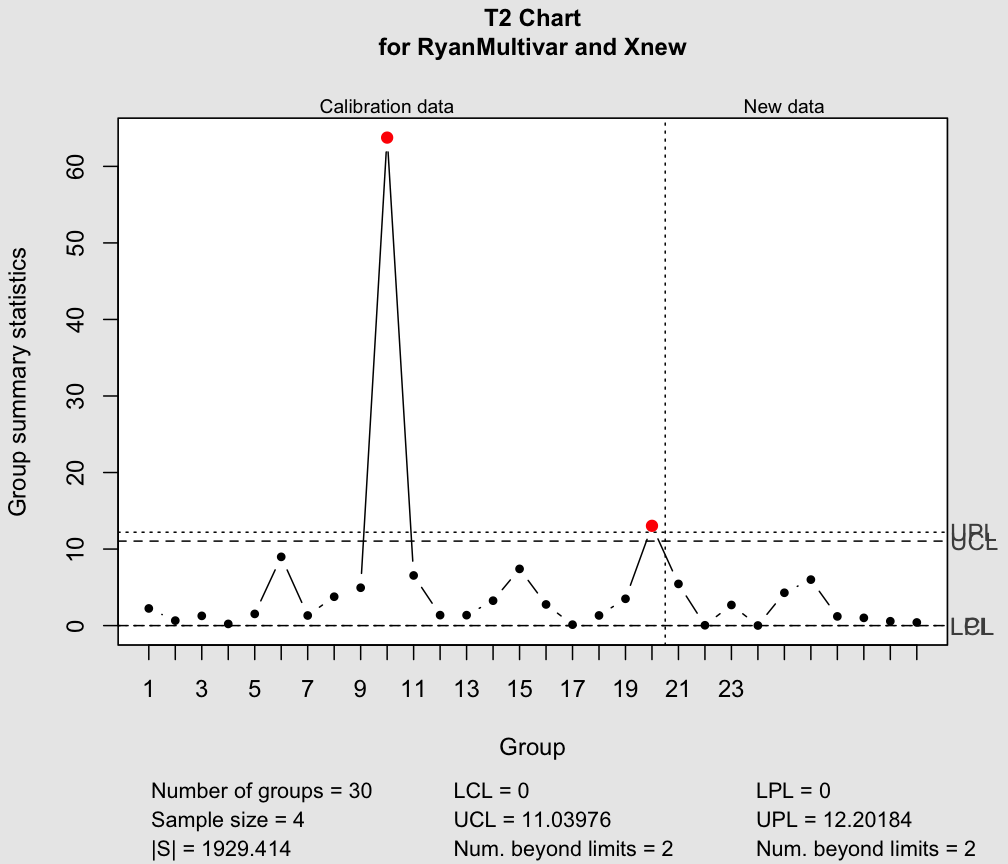 T2 Chart
for RyanMultivar and Xnew
Calibration data New data
Group summary statistics
60
50
40
30
20
10
0
UPL
UCL
LPL
LCL
1 3 5 7 9 11 13 15 17 19 21 23
Group
Number of groups = 30 LCL = 0 LPL = 0
Sample size = 4 UCL = 11.03976 UPL = 12.20184
|S| = 1929.414 Num. beyond limits = 2 Num. beyond limits = 2